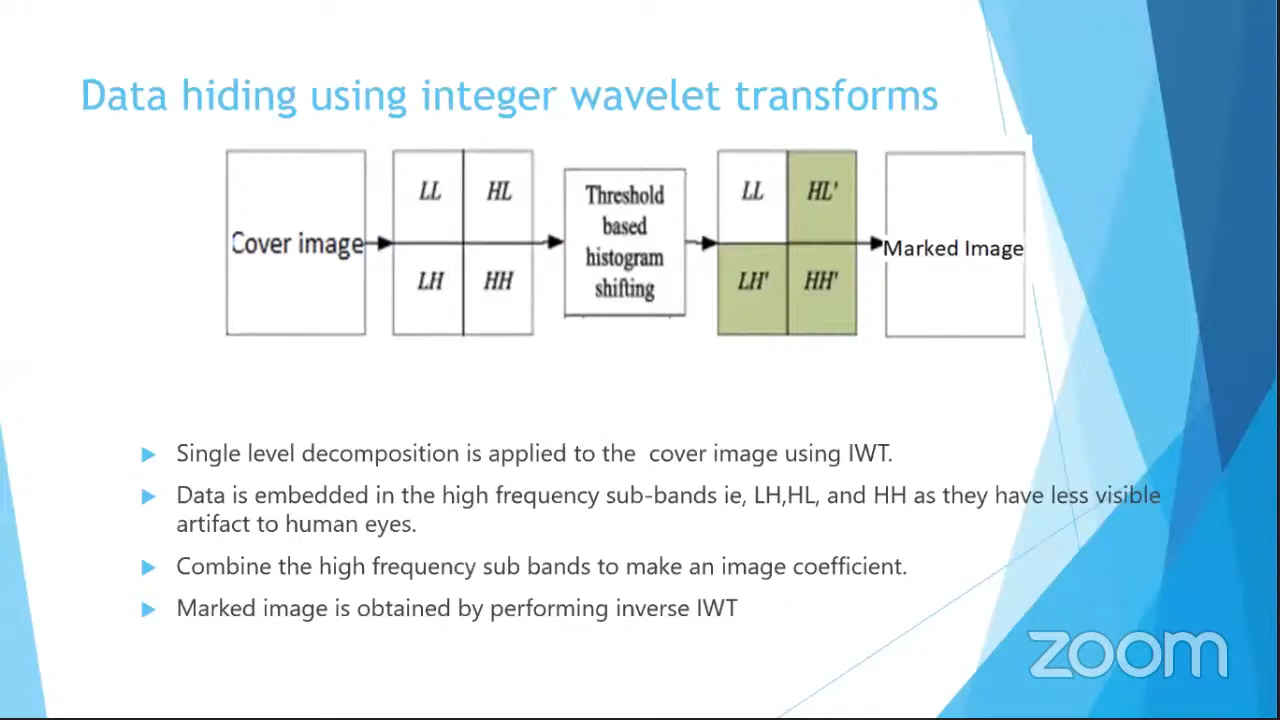 Data hiding using integer wavelet transforms
Cover image
LL HL
LH HH
Threshold
based
histogram
shifting
LL HL'
LH' HH'
Marked Image
Single level decomposition is applied to the cover image using IWT.
Data is embedded in the high frequency sub-bands ie, LH,HL, and HH as they have less visible
artifact to human eyes.
Combine the high frequency sub bands to make an image coefficient.
Marked image is obtained by performing inverse IWT
zoom